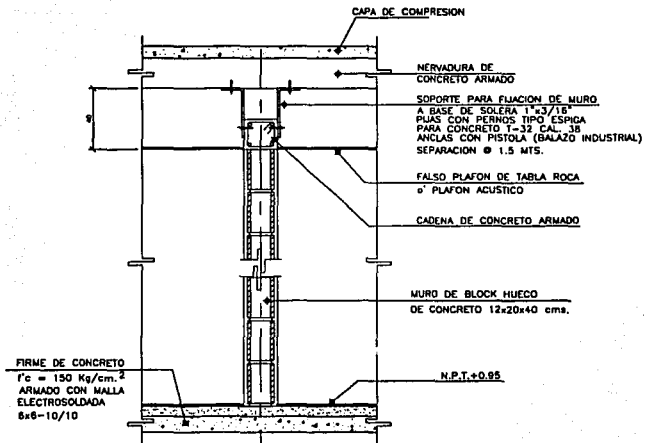 CAPA DE COMPRESION
NERVADURA DE
CONCRETO ARMADO
SOPORTE PARA FIJACION DE MURO
A BASE DE SOLERA 1"x3/16"
PIJAS CON PERNOS TIPO ESPIGA
PARA CONCRETO T-32 CAL. 38
ANCLAS CON PISTOLA (BALAZO INDUSTRIAL)
SEPARACION @ 1.5 MTS.
FALSO PLAFON DE TABLA ROCA
o' PLAFON ACUSTICO
CADENA DE CONCRETO ARMADO
MURO DE BLOCK HUECO
DE CONCRETO 12x20x40 cms.
FIRME DE CONCRETO
f'c = 150 Kg/cm.2
ARMADO CON MALLA
ELECTROSOLDADA
6x6-10/10
N.P.T.+0.95